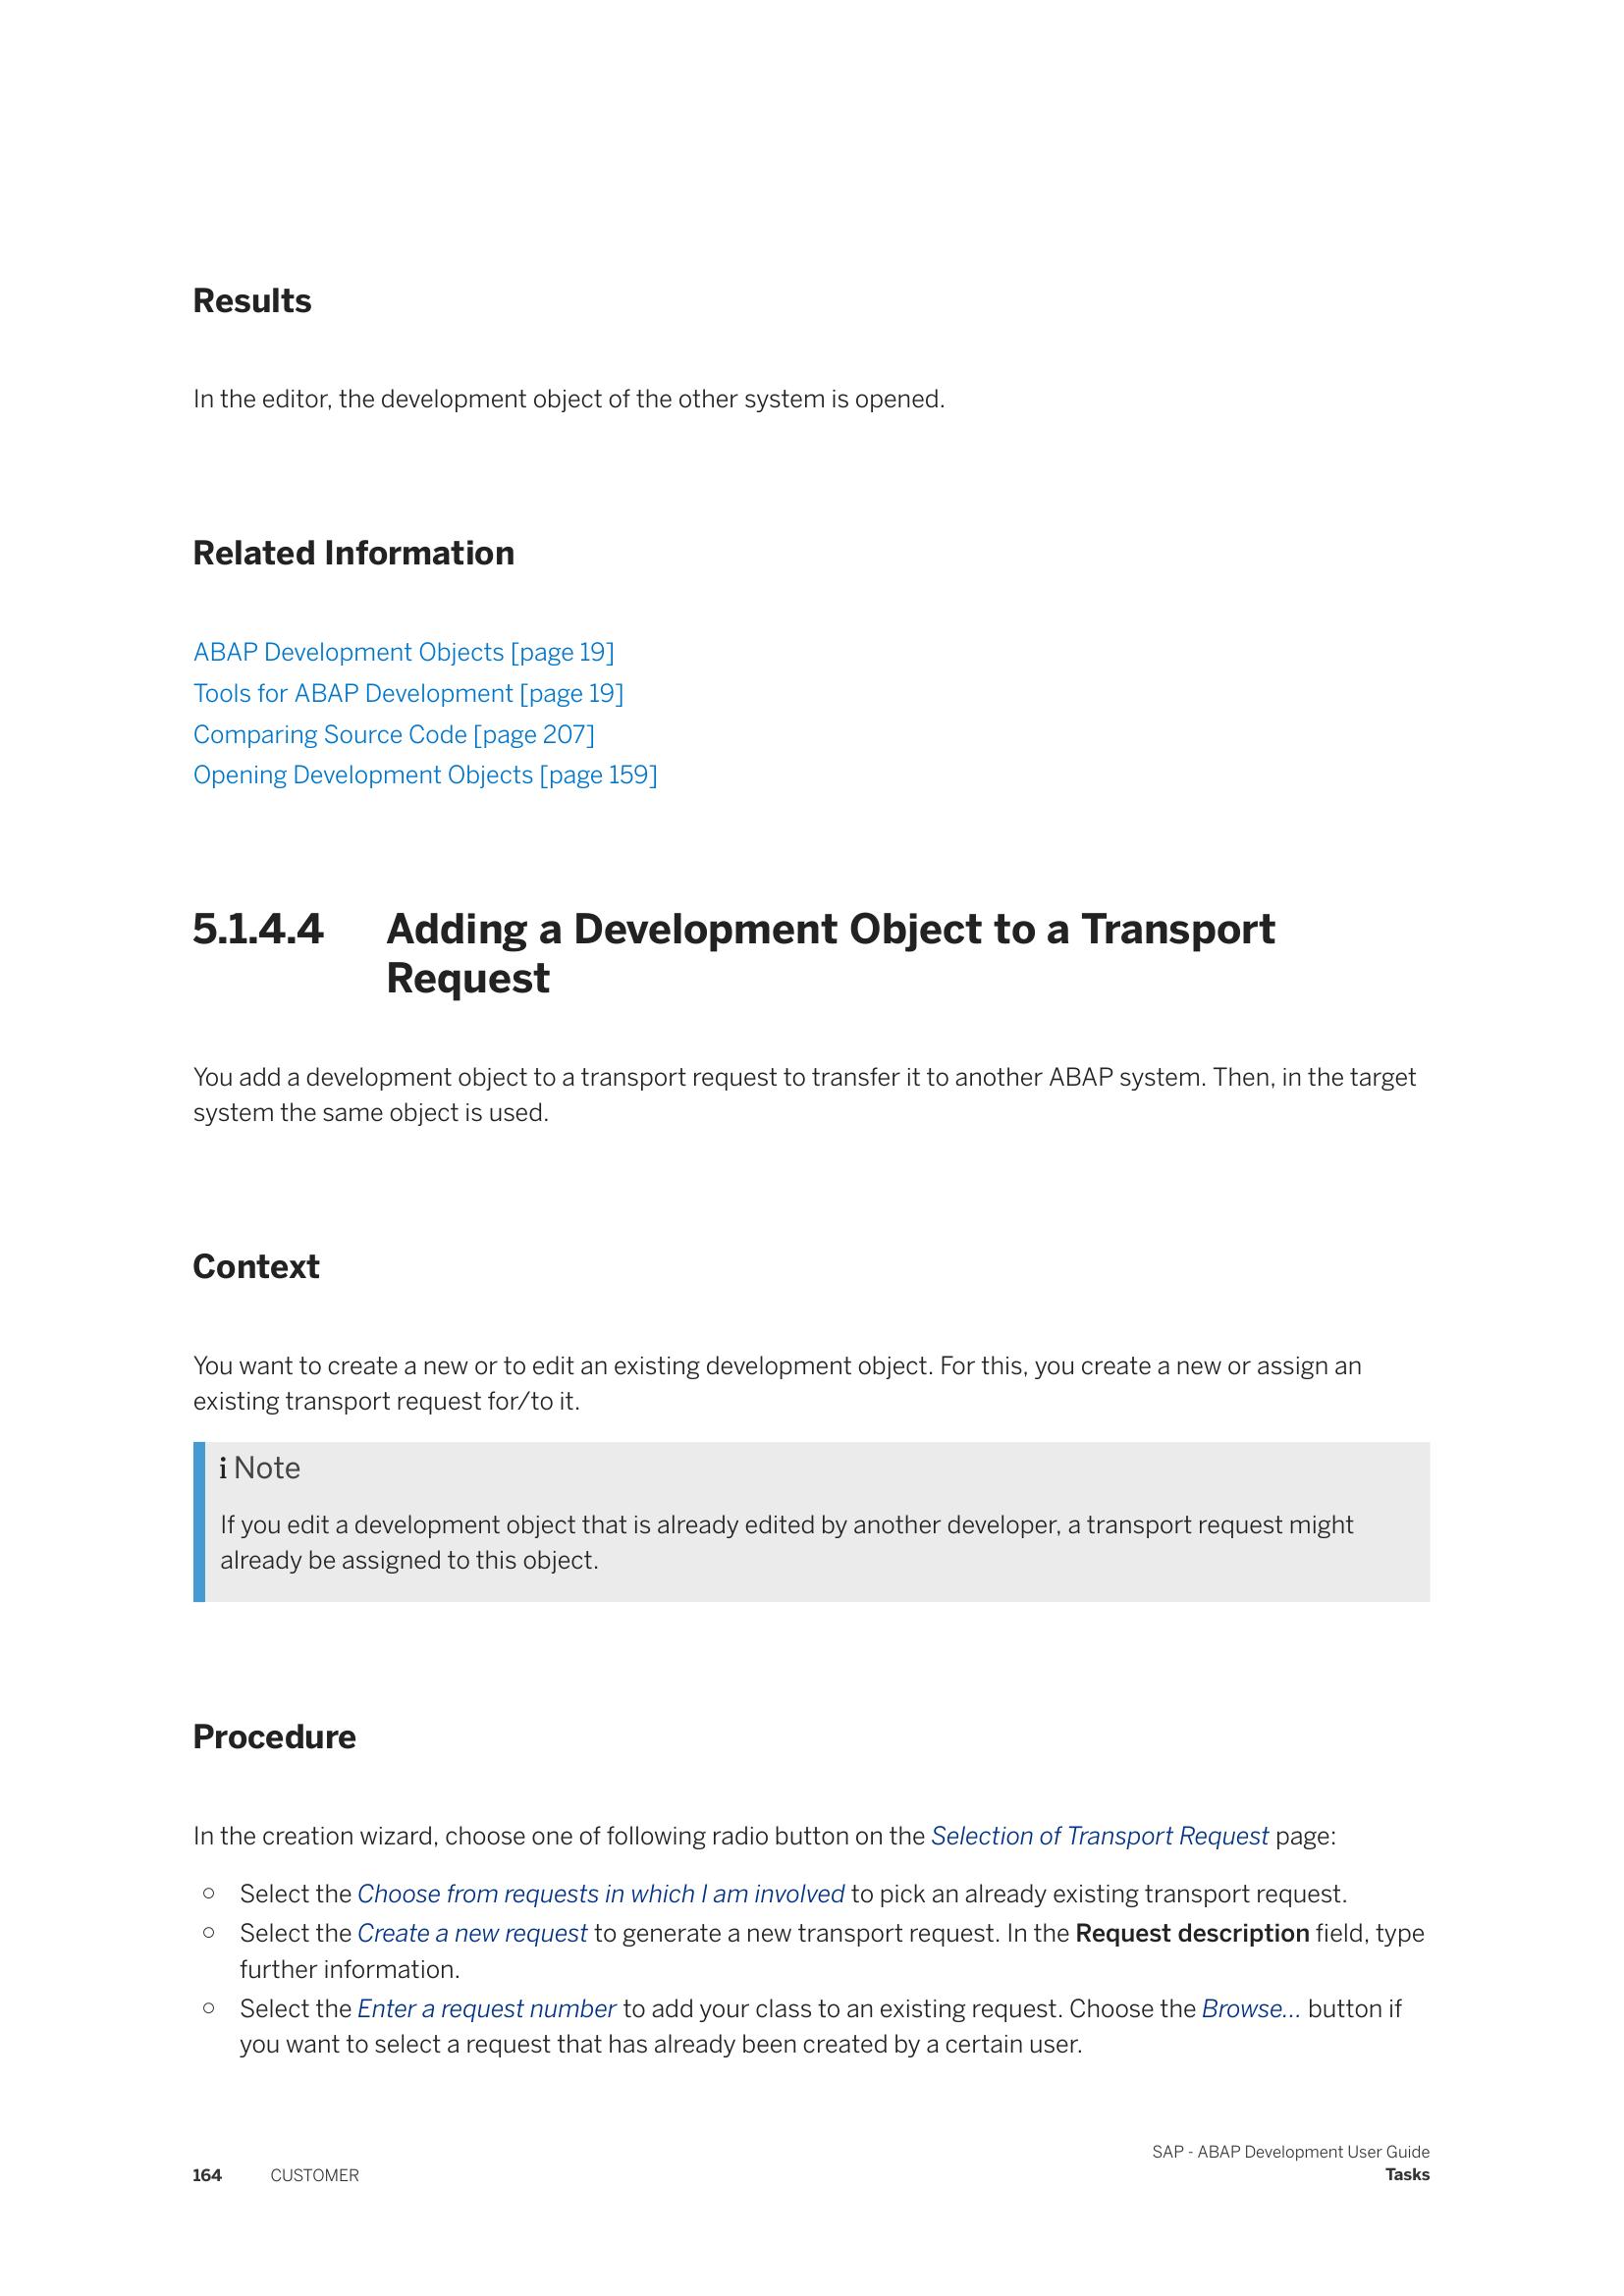 Results
In the editor, the development object of the other system is opened.
Related Information
ABAP Development Objects [page 19]
Tools for ABAP Development [page 19]
Comparing Source Code [page 207]
Opening Development Objects [page 159]
5.1.4.4 Adding a Development Object to a Transport
Request
You add a development object to a transport request to transfer it to another ABAP system. Then, in the target
system the same object is used.
Context
You want to create a new or to edit an existing development object. For this, you create a new or assign an
existing transport request for/to it.
i Note
If you edit a development object that is already edited by another developer, a transport request might
already be assigned to this object.
Procedure
In the creation wizard, choose one of following radio button on the Selection of Transport Request page:
○ Select the Choose from requests in which I am involved to pick an already existing transport request.
○ Select the Create a new request to generate a new transport request. In the Request description field, type
further information.
○ Select the Enter a request number to add your class to an existing request. Choose the Browse... button if
you want to select a request that has already been created by a certain user.
SAP - ABAP Development User Guide
164 CUSTOMER Tasks